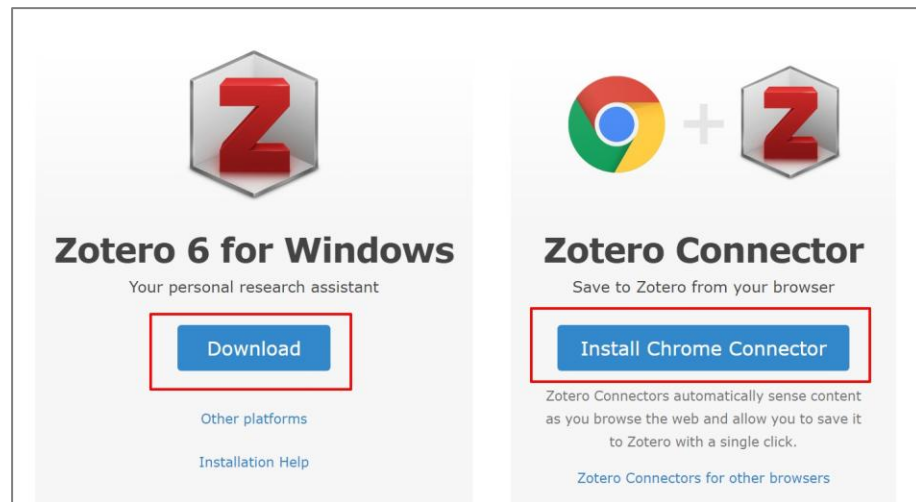 Zotero 6 for Windows
Your personal research assistant
Download
Other platforms
Installation Help
Zotero Connector
Save to Zotero from your browser
Install Chrome Connector
Zotero Connectors automatically sense content
as you browse the web and allow you to save it
to Zotero with a single click.
Zotero Connectors for other browsers